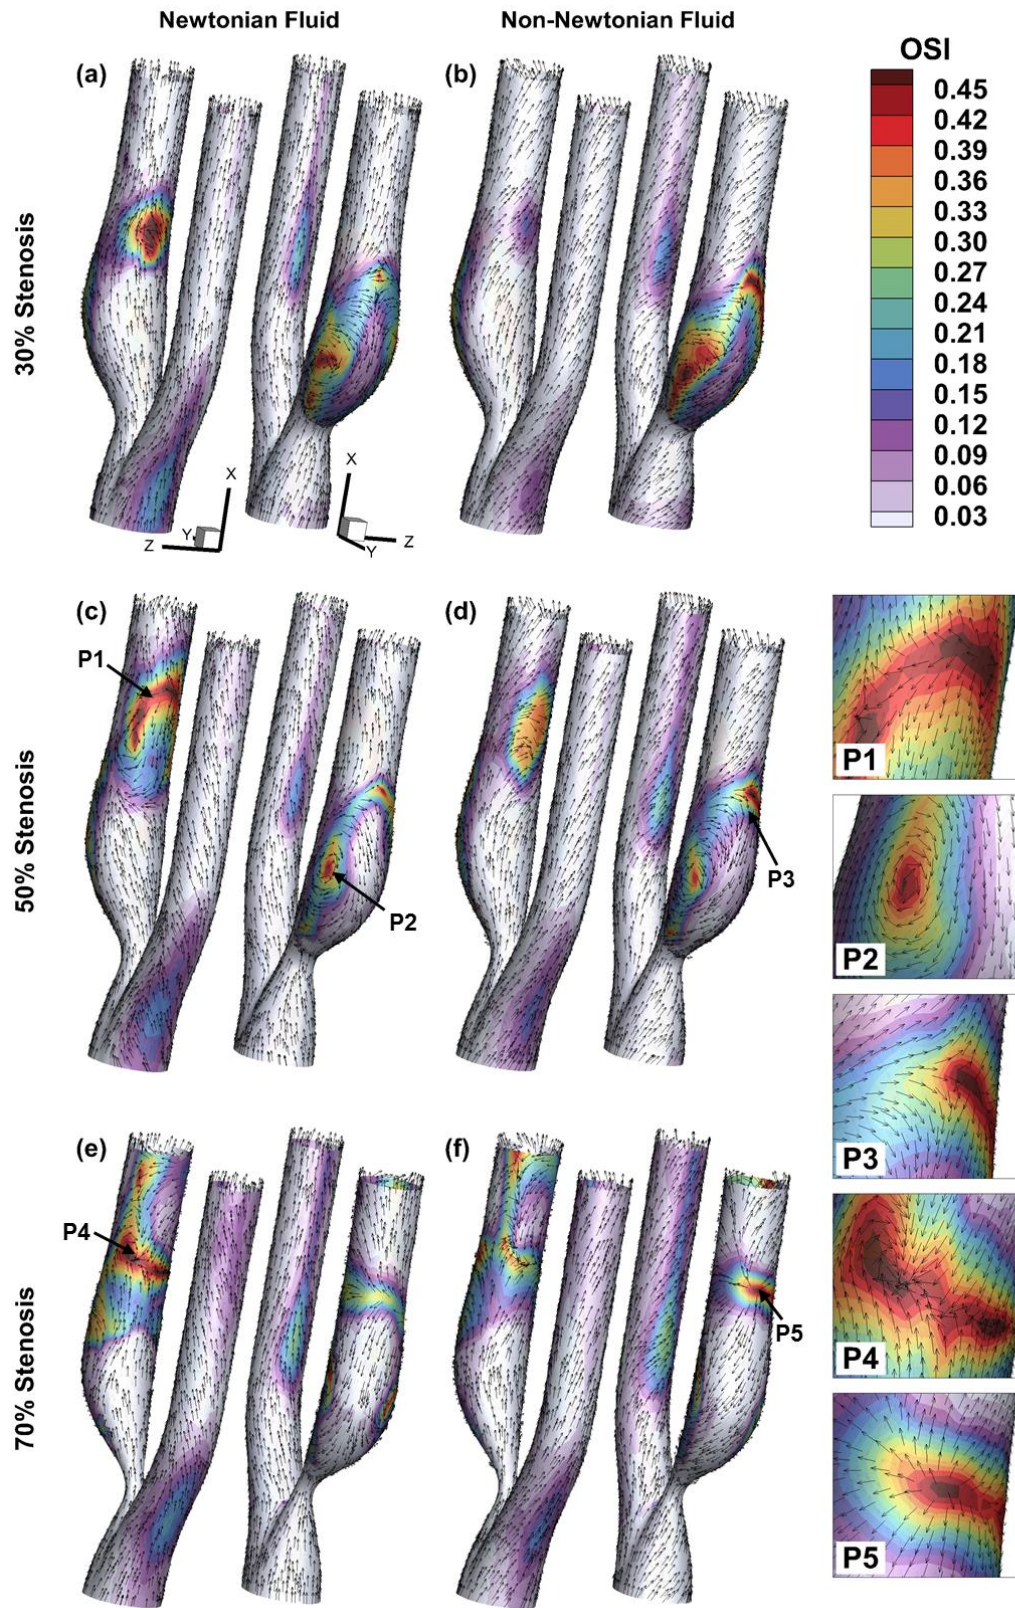 Newtonian Fluid
Non-Newtonian Fluid
OSI
(a)
(b)
0.45
0.42
0.39
0.36
0.33
0.30
0.27
0.24
0.21
0.18
0.15
0.12
0.09
0.06
0.03
30% Stenosis
X
Y
Z
X
Y
Z
(c)
(d)
P1
P2
P3
50% Stenosis
(e)
(f)
P4
P5
70% Stenosis
P1
P2
P3
P4
P5